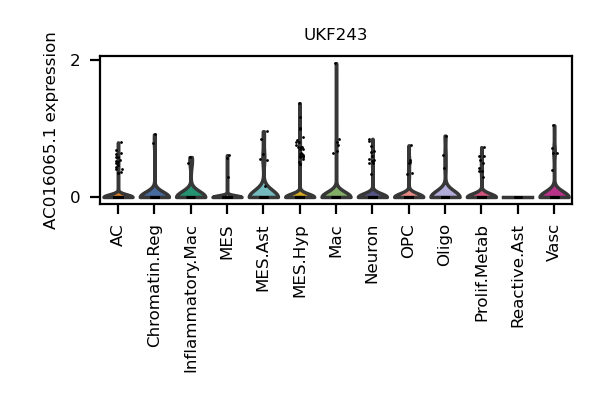 UKF243
AC016065.1 expression
2
0
AC
Chromatin.Reg
Inflammatory.Mac
MES
MES.Ast
MES.Hyp
Mac
Neuron
OPC
Oligo
Prolif.Metab
Reactive.Ast
Vasc